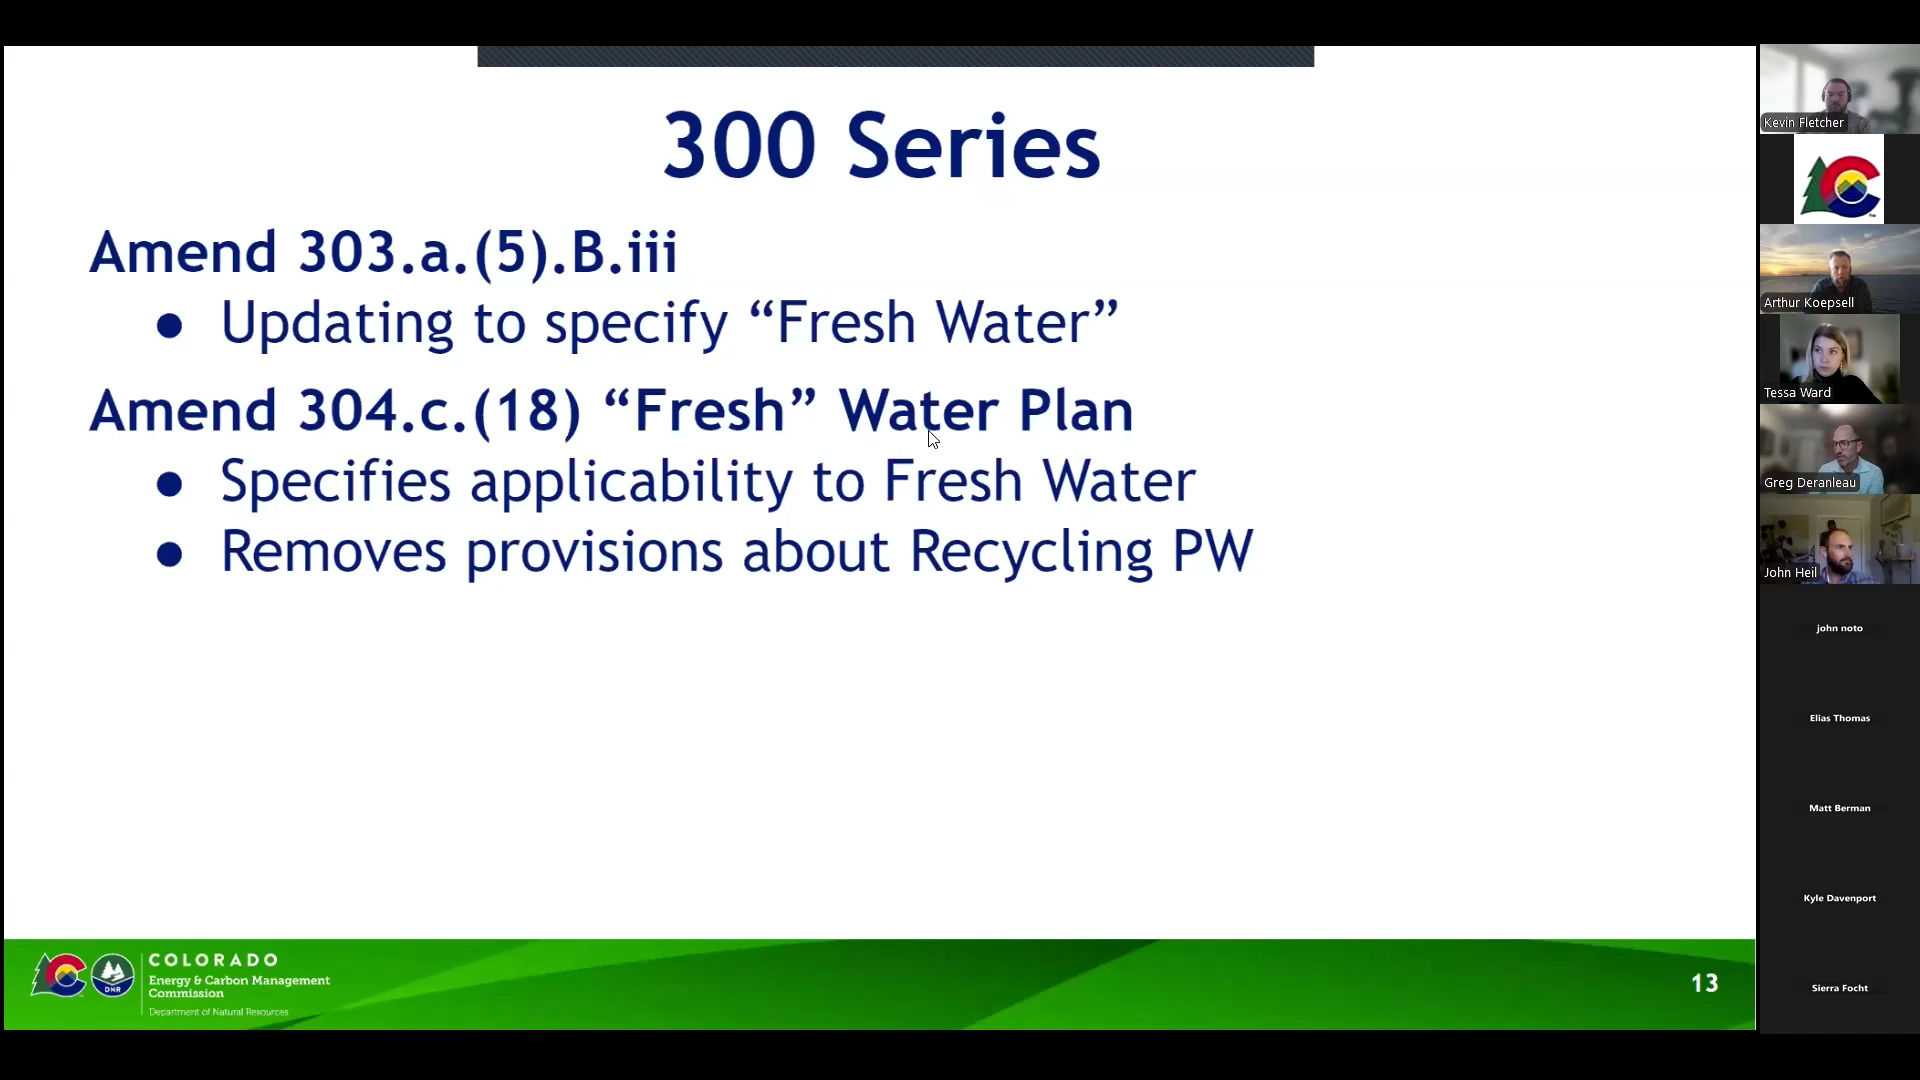 300 Series
Amend 303.a.(5).B.iii
● Updating to specify “Fresh Water”
Amend 304.c.(18) “Fresh” Water Plan
● Specifies applicability to Fresh Water
● Removes provisions about Recycling PW
DNR
COLORADO
Energy & Carbon Management
Commission
Department of Natural Resources
13
Kevin Fletcher
Arthur Koepsell
Tessa Ward
Greg Deranleau
John Heil
john noto
Elias Thomas
Matt Berman
Kyle Davenport
Sierra Focht